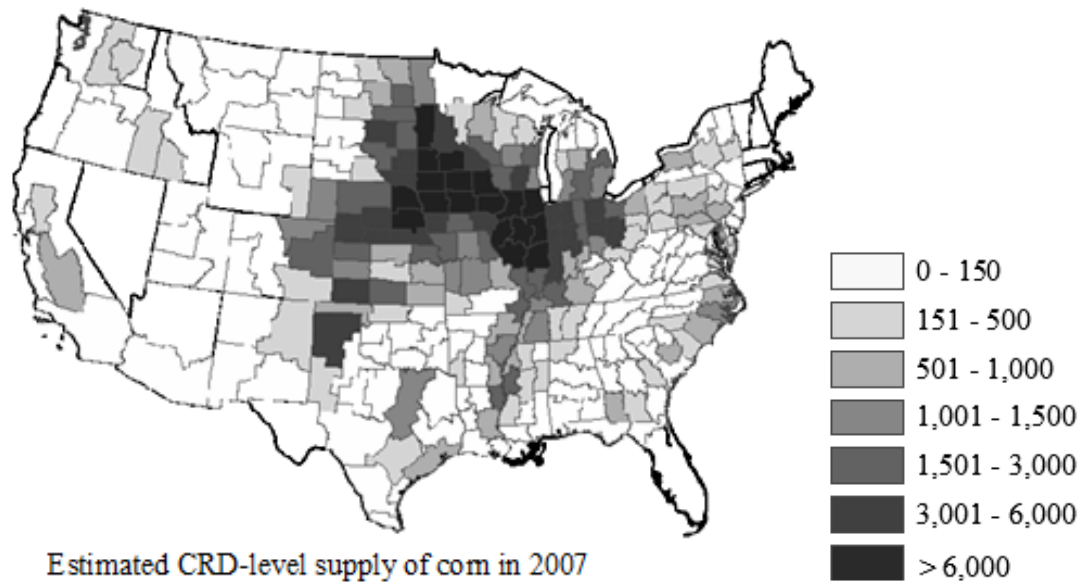 0 - 150
151 - 500
501 - 1,000
1,001 - 1,500
1,501 - 3,000
3,001 - 6,000
> 6,000
Estimated CRD-level supply of corn in 2007